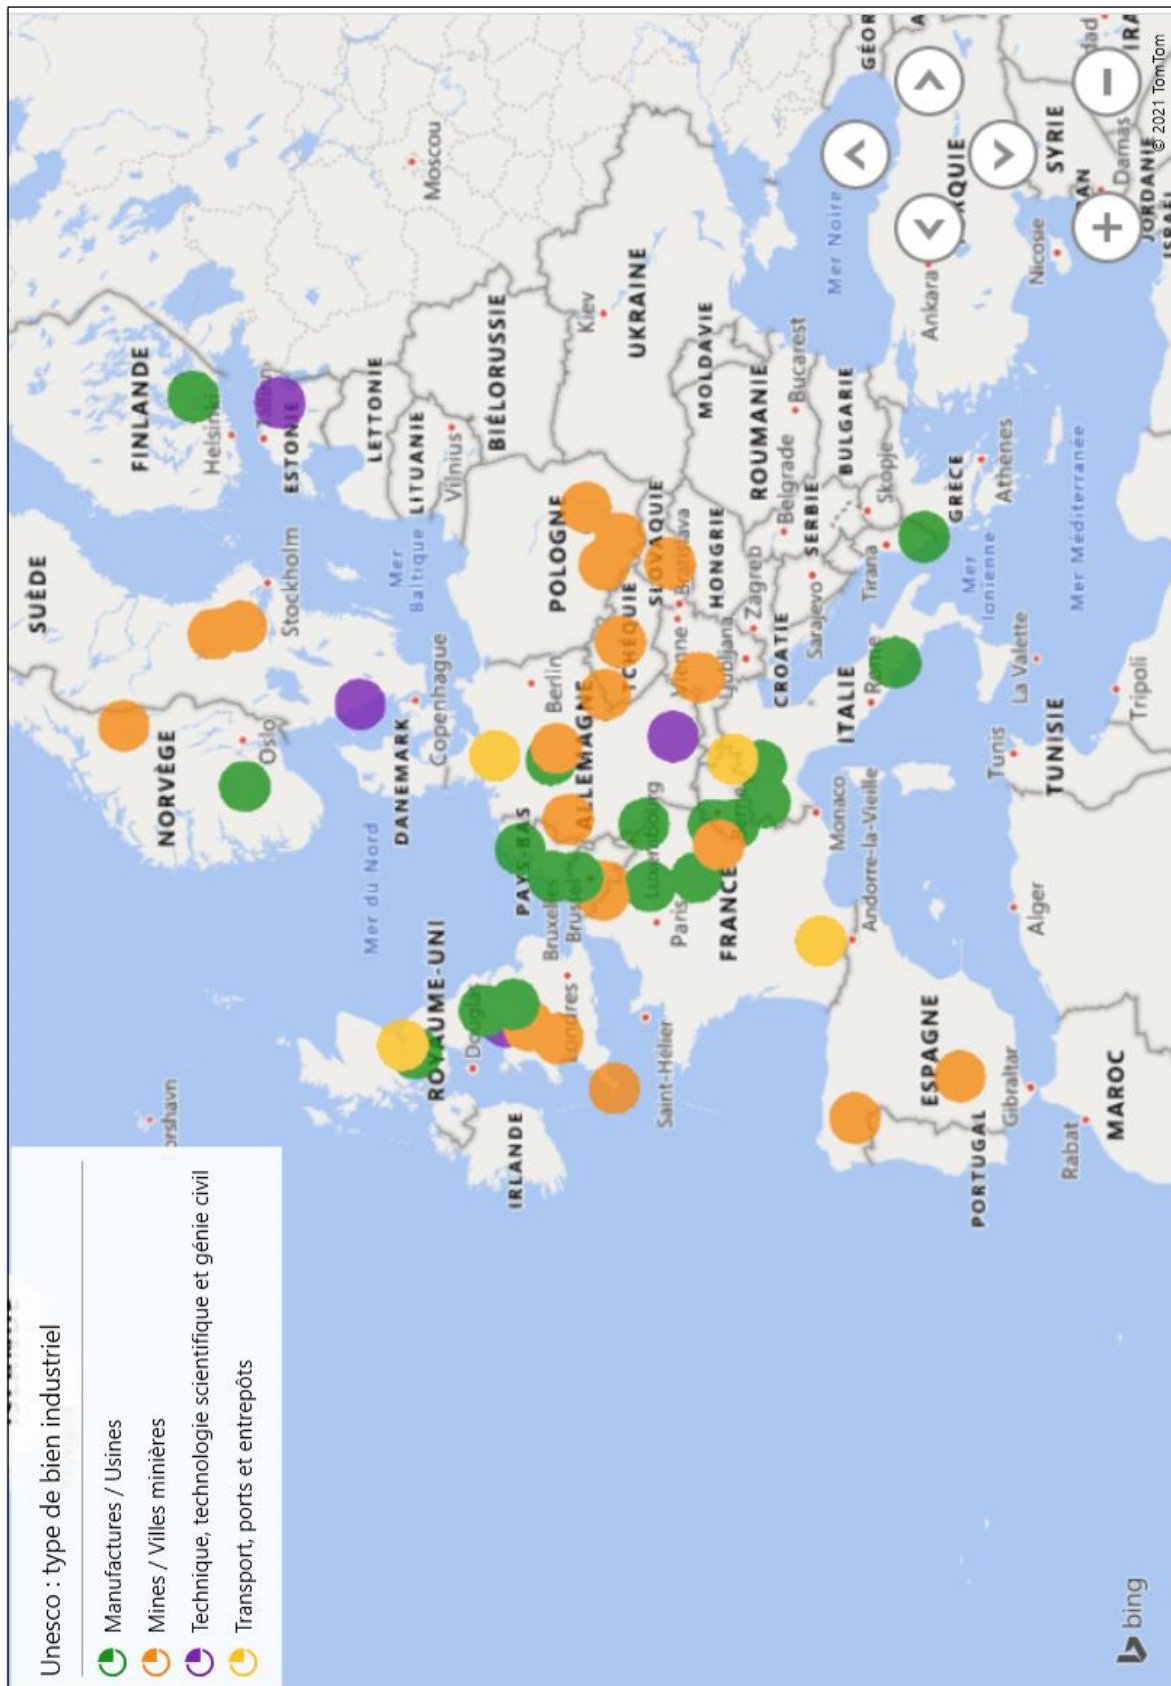 Unesco : type de bien industriel
Manufactures / Usines
Mines / Villes minières
Technique, technologie scientifique et génie civil
Transport, ports et entrepôts
SUÈDE
FINLANDE
NORVÈGE
Helsinki
Tallinn
Oslo
Stockholm
ESTONIE
Moscou
LETTONIE
Mer du Nord
DANEMARK
Mer
Baltique
LITUANIE
Copenhague
Vilnius
ROYAUME-UNI
Douglas
BIÉLORUSSIE
IRLANDE
PAYS-BAS
Berlin
POLOGNE
Londres
Bruxelles
Brussel
ALLEMAGNE
Kiev
UKRAINE
TCHÉQUIE
Luxembourg
SLOVAQUIE
Saint-Hélier
Paris
Vienne
Bratislava
MOLDAVIE
FRANCE
Berne
HONGRIE
Ljubljana
Zagreb
ROUMANIE
CROATIE
Belgrade
Bucarest
Sarajevo
SERBIE
Mer Noire
Monaco
ITALIE
BULGARIE
Andorre-la-Vieille
Rome
Tirana
Skopje
GÉOR
ESPAGNE
Ankara
GRÈCE
PORTUGAL
Mer
Ionienne
Athènes
Gibraltar
Alger
Tunis
La Valette
Nicosie
SYRIE
Rabat
TUNISIE
Mer Méditerranée
MAROC
Tripoli
Damas
JORDANIE
bing
© 2021 TomTom